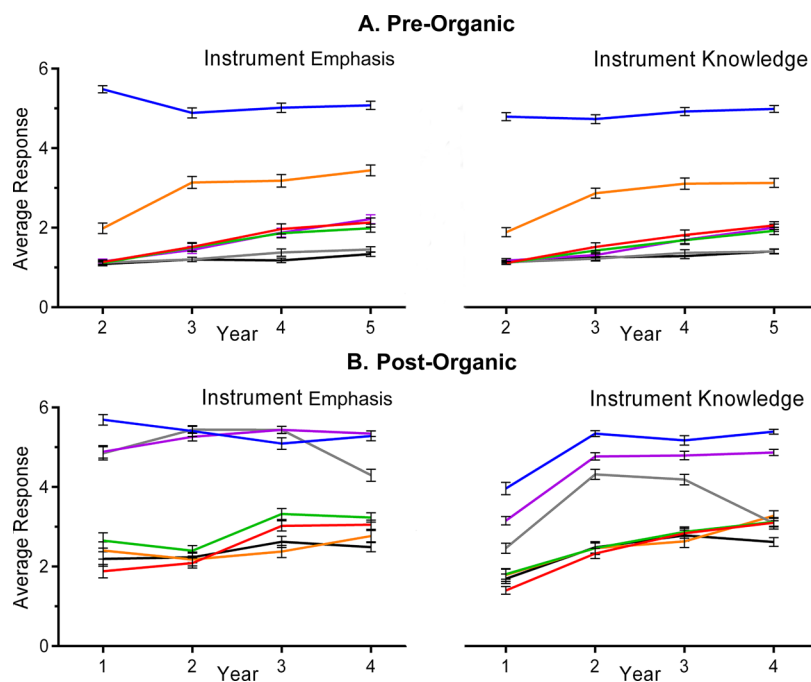 A. Pre-Organic
Instrument Emphasis
Instrument Knowledge
Average Response
6
4
2
0
2 3 4 5
Year
2 3 4 5
Year
B. Post-Organic
Instrument Emphasis
Instrument Knowledge
Average Response
6
4
2
0
1 2 3 4
Year
1 2 3 4
Year